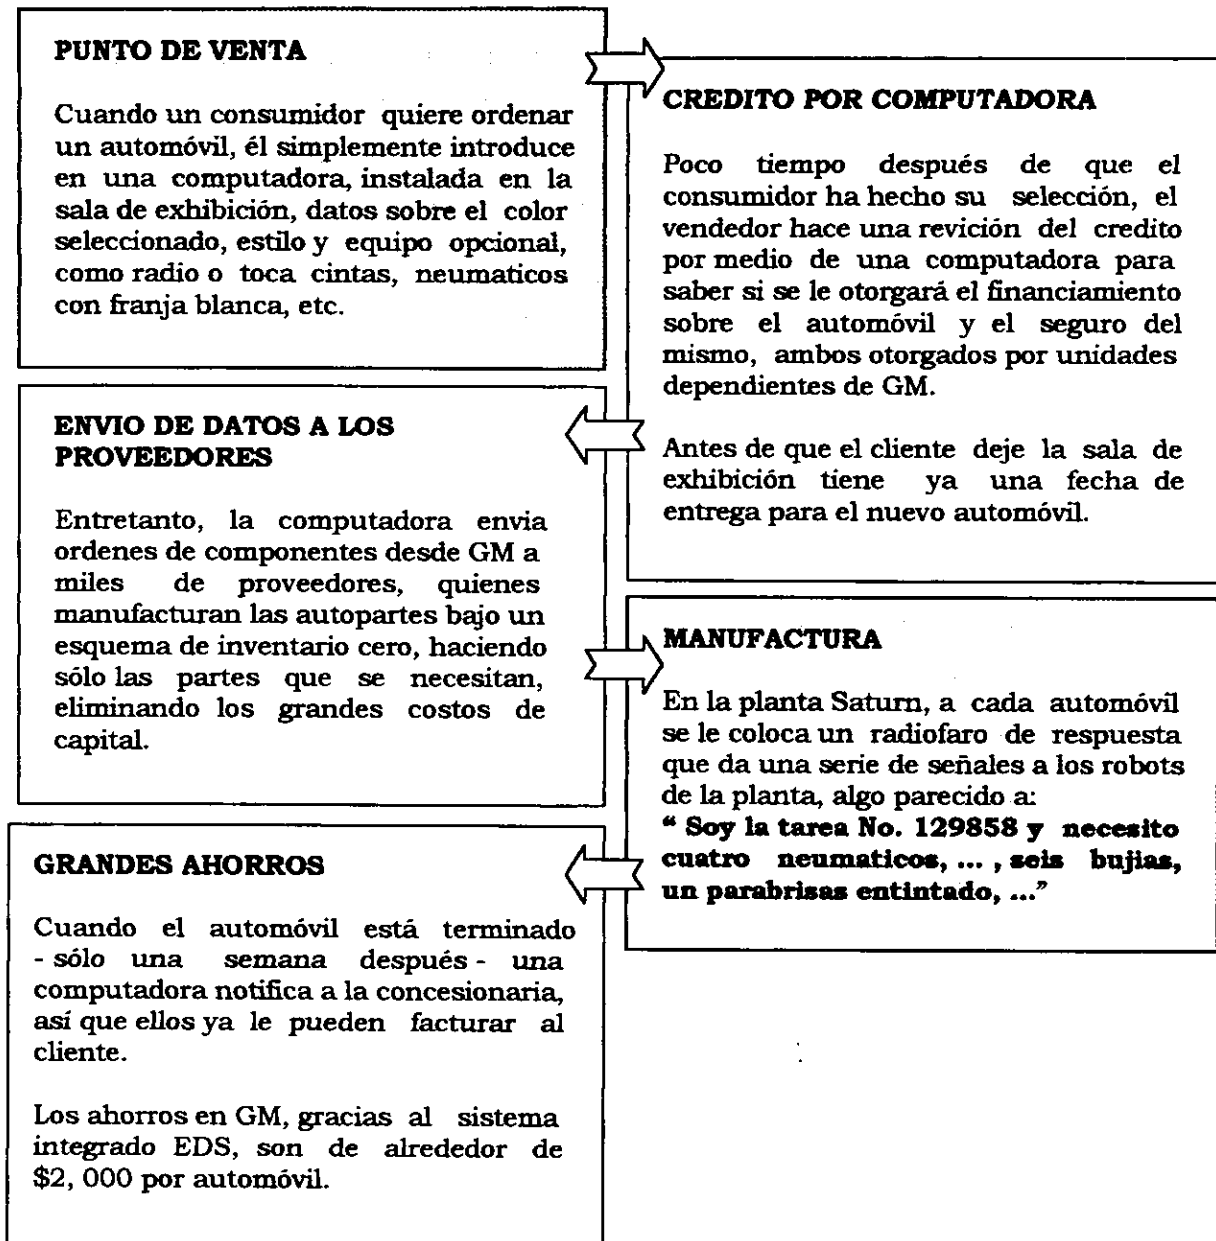 PUNTO DE VENTA
Cuando un consumidor quiere ordenar
un automóvil, él simplemente introduce
en una computadora, instalada en la
sala de exhibición, datos sobre el color
seleccionado, estilo y equipo opcional,
como radio o toca cintas, neumaticos
con franja blanca, etc.
CREDITO POR COMPUTADORA
Poco tiempo después de que el
consumidor ha hecho su selección, el
vendedor hace una revición del credito
por medio de una computadora para
saber si se le otorgará el financiamiento
sobre el automóvil y el seguro del
mismo, ambos otorgados por unidades
dependientes de GM.
Antes de que el cliente deje la sala de
exhibición tiene ya una fecha de
entrega para el nuevo automóvil.
ENVIO DE DATOS A LOS
PROVEEDORES
Entretanto, la computadora envia
ordenes de componentes desde GM a
miles de proveedores, quienes
manufacturan las autopartes bajo un
esquema de inventario cero, haciendo
sólo las partes que se necesitan,
eliminando los grandes costos de
capital.
MANUFACTURA
En la planta Saturn, a cada automóvil
se le coloca un radiofaro de respuesta
que da una serie de señales a los robots
de la planta, algo parecido a:
“ Soy la tarea No. 129858 y necesito
cuatro neumaticos, ... , seis bujias,
un parabrisas entintado, ...”
GRANDES AHORROS
Cuando el automóvil está terminado
- sólo una semana después - una
computadora notifica a la concesionaria,
así que ellos ya le pueden facturar al
cliente.
Los ahorros en GM, gracias al sistema
integrado EDS, son de alrededor de
$2, 000 por automóvil.